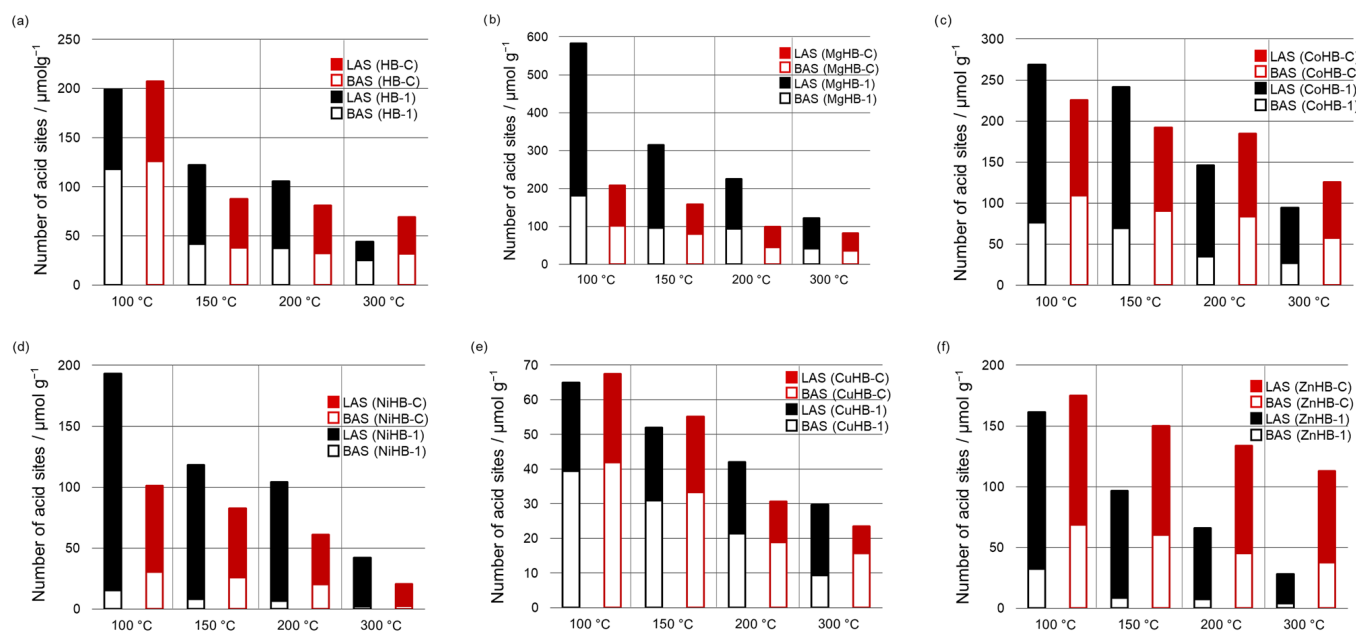 (a)
Number of acid sites / μmolg⁻¹
250
200
150
100
50
0
LAS (HB-C)
BAS (HB-C)
LAS (HB-1)
BAS (HB-1)
100 °C 150 °C 200 °C 300 °C
(b)
Number of acid sites / μmol g⁻¹
600
500
400
300
200
100
0
LAS (MgHB-C)
BAS (MgHB-C)
LAS (MgHB-1)
BAS (MgHB-1)
100 °C 150 °C 200 °C 300 °C
(c)
Number of acid sites / μmol g⁻¹
300
250
200
150
100
50
0
LAS (CoHB-C)
BAS (CoHB-C)
LAS (CoHB-1)
BAS (CoHB-1)
100 °C 150 °C 200 °C 300 °C
(d)
Number of acid sites / μmol g⁻¹
200
150
100
50
0
LAS (NiHB-C)
BAS (NiHB-C)
LAS (NiHB-1)
BAS (NiHB-1)
100 °C 150 °C 200 °C 300 °C
(e)
Number of acid sites / μmol g⁻¹
70
60
50
40
30
20
10
0
LAS (CuHB-C)
BAS (CuHB-C)
LAS (CuHB-1)
BAS (CuHB-1)
100 °C 150 °C 200 °C 300 °C
(f)
Number of acid sites / μmol g⁻¹
200
150
100
50
0
LAS (ZnHB-C)
BAS (ZnHB-C)
LAS (ZnHB-1)
BAS (ZnHB-1)
100 °C 150 °C 200 °C 300 °C